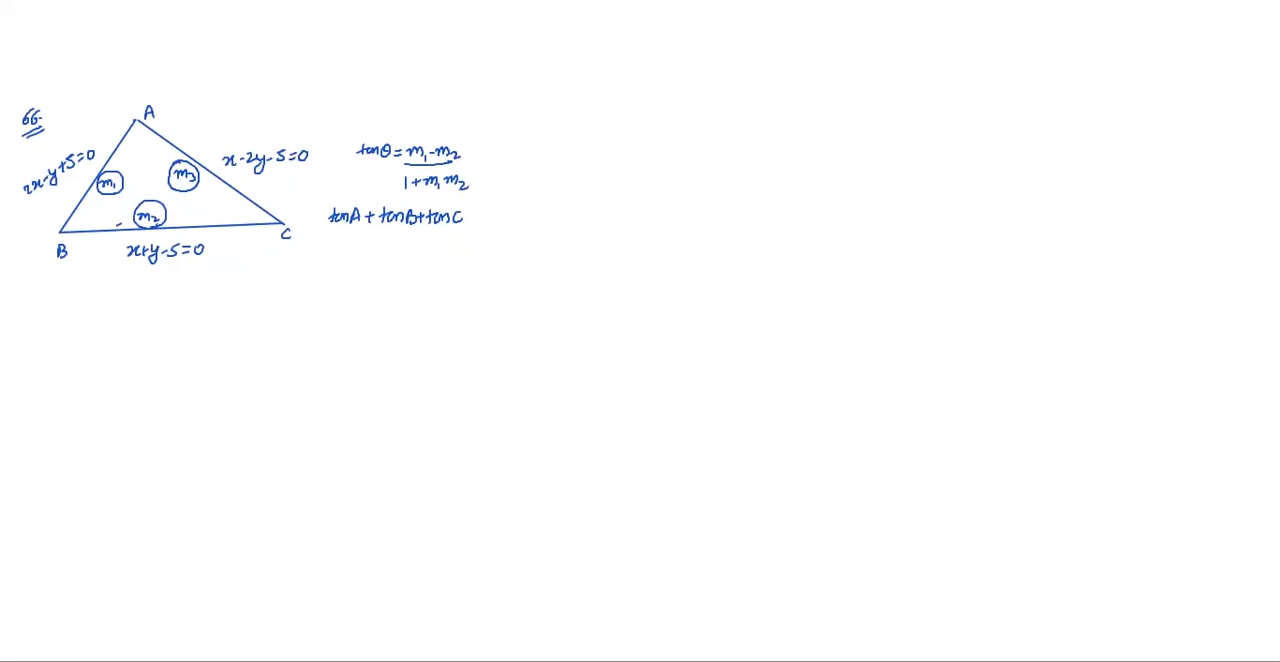 66.
A
2x-y+5=0
x-2y-5=0
m₁
m₃
m₂
B
C
x+y-5=0
tanθ = m₁-m₂
1+m₁m₂
tanA + tanB + tanC